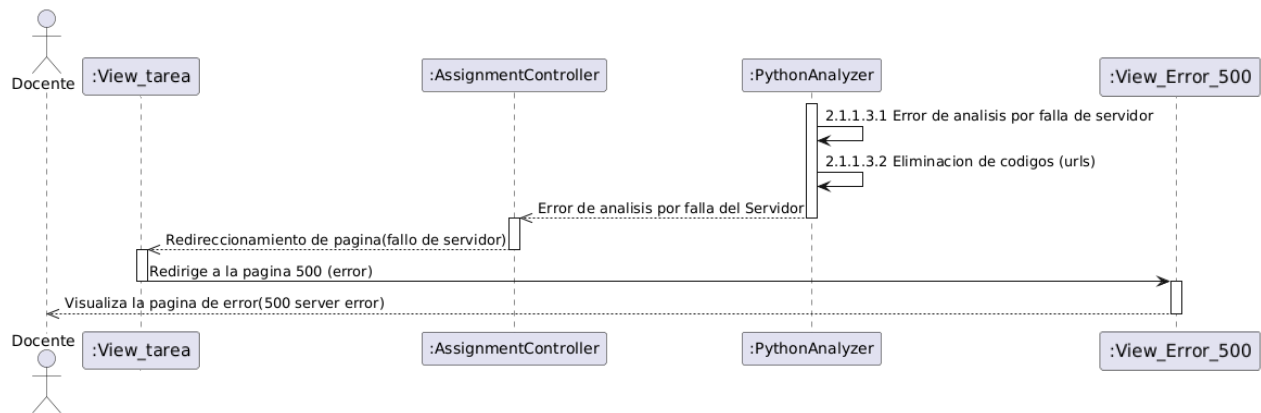 Docente
:View_tarea
:AssignmentController
:PythonAnalyzer
:View_Error_500
2.1.1.3.1 Error de analisis por falla de servidor
2.1.1.3.2 Eliminacion de codigos (urls)
Error de analisis por falla del Servidor
Redireccionamiento de pagina(fallo de servidor)
Redirige a la pagina 500 (error)
Visualiza la pagina de error(500 server error)
Docente
:View_tarea
:AssignmentController
:PythonAnalyzer
:View_Error_500